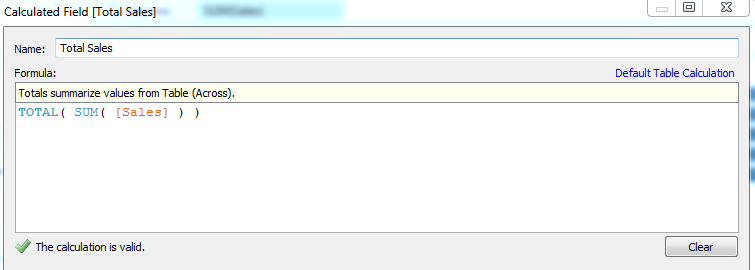 Calculated Field [Total Sales]
Name: Total Sales
Formula: Default Table Calculation
Totals summarize values from Table (Across).
TOTAL( SUM( [Sales] ) )
The calculation is valid. Clear